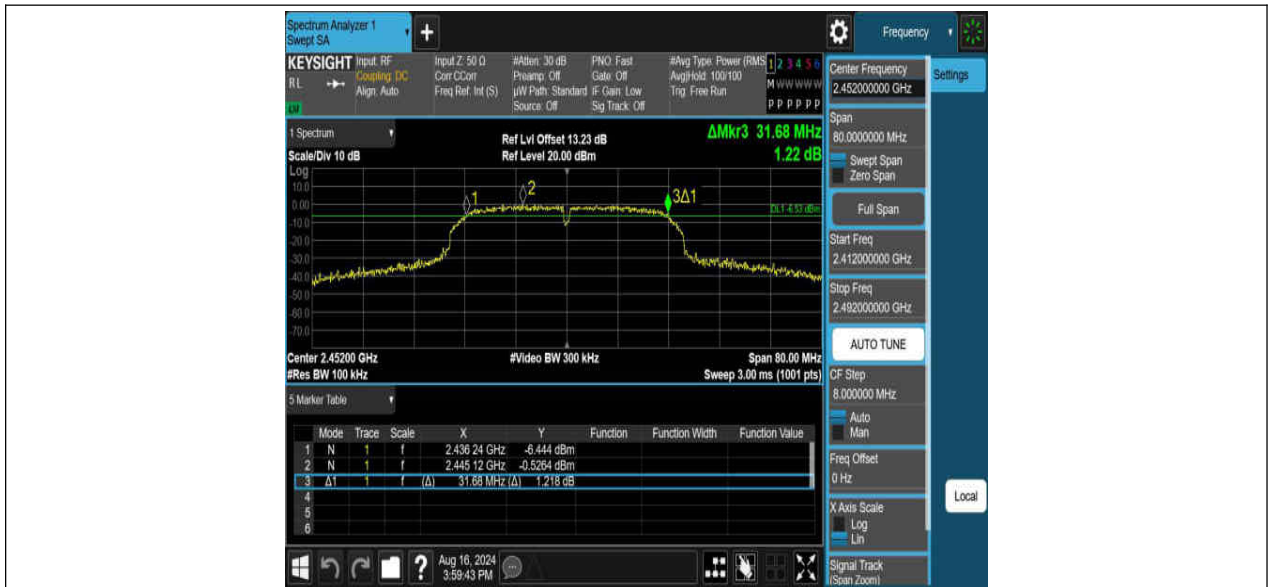 Spectrum Analyzer 1
Swept SA
+
Frequency
KEYSIGHT
RL
Input: RF
Coupling: DC
Align: Auto
Input Z: 50 Ω
Corr CCorr
Freq Ref: Int (S)
#Atten: 30 dB
Preamp: Off
µW Path: Standard
Source: Off
PNO: Fast
Gate: Off
IF Gain: Low
Sig Track: Off
#Avg Type: Power (RMS
Avg|Hold: 100/100
Trig: Free Run
1 2 3 4 5 6
M W W W W W
P P P P P P
Center Frequency
2.452000000 GHz
Settings
Span
80.0000000 MHz
Swept Span
Zero Span
Full Span
Start Freq
2.412000000 GHz
Stop Freq
2.492000000 GHz
AUTO TUNE
CF Step
8.000000 MHz
Auto
Man
Freq Offset
0 Hz
X Axis Scale
Log
Lin
Signal Track
(Span Zoom)
Local
1 Spectrum
Scale/Div 10 dB
Ref Lvl Offset 13.23 dB
Ref Level 20.00 dBm
ΔMkr3 31.68 MHz
1.22 dB
Log
10.0
0.00
-10.0
-20.0
-30.0
-40.0
-50.0
-60.0
-70.0
1
2
3Δ1
DL1 -6.53 dBm
Center 2.45200 GHz
#Video BW 300 kHz
Span 80.00 MHz
#Res BW 100 kHz
Sweep 3.00 ms (1001 pts)
5 Marker Table
Mode Trace Scale X Y Function Function Width Function Value
1 N 1 f 2.436 24 GHz -6.444 dBm
2 N 1 f 2.445 12 GHz -0.5264 dBm
3 Δ1 1 f (Δ) 31.68 MHz (Δ) 1.218 dB
4
5
6
?
Aug 16, 2024
3:59:43 PM